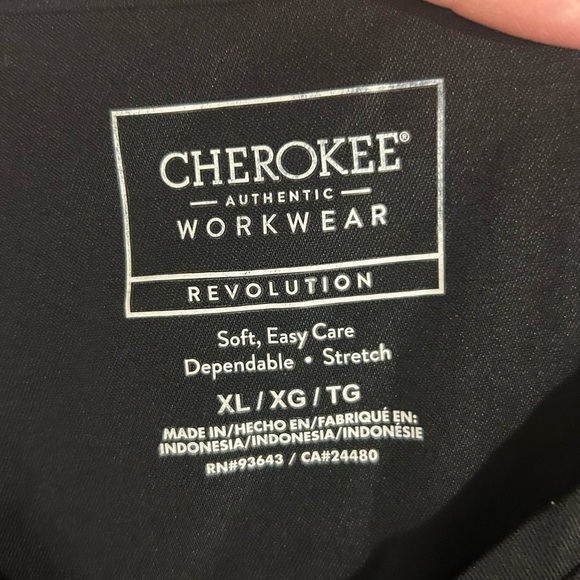 CHEROKEE®
AUTHENTIC
WORKWEAR
REVOLUTION
Soft, Easy Care
Dependable • Stretch
XL / XG / TG
MADE IN/HECHO EN/FABRIQUÉ EN:
INDONESIA/INDONESIA/INDONÉSIE
RN#93643 / CA#24480